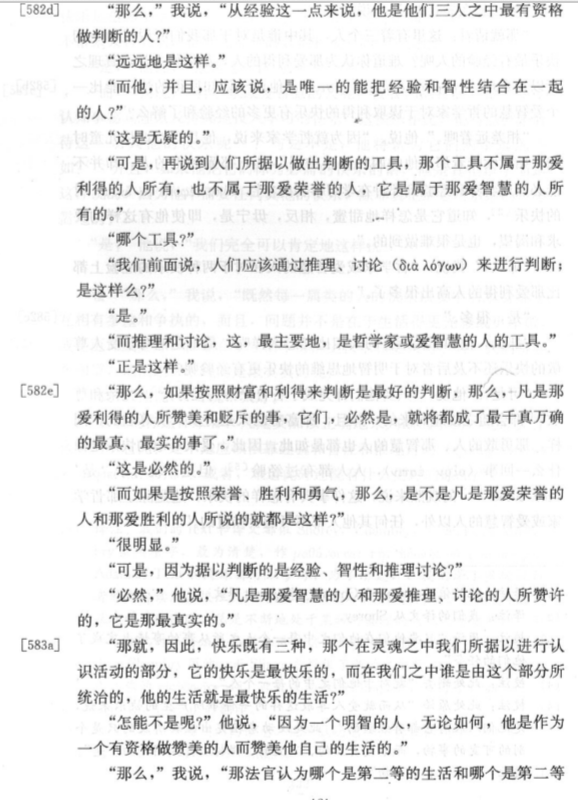 [582d] “那么，”我说，“从经验这一点来说，他是他们三人之中最有资格
做判断的人？”
“远远地是这样。”
“而他，并且，应该说，是唯一的能把经验和智性结合在一起
的人？”
“这是无疑的。”
“可是，再说到人们所据以做出判断的工具，那个工具不属于那爱
利得的人所有，也不属于那爱荣誉的人，它是属于那爱智慧的人所
有的。”
“哪个工具？”
“我们前面说，人们应该通过推理、讨论（διὰ λόγων）来进行判断；
是这样么？”
“是。”
“而推理和讨论，这，最主要地，是哲学家或爱智慧的人的工具。”
“正是这样。”
[582e] “那么，如果按照财富和利得来判断是最好的判断，那么，凡是那
爱利得的人所赞美和贬斥的事，它们，必然是，就将都成了最千真万确
的最真、最实的事了。”
“这是必然的。”
“而如果是按照荣誉、胜利和勇气，那么，是不是凡是那爱荣誉的
人和那爱胜利的人所说的就都是这样？”
“很明显。”
“可是，因为据以判断的是经验、智性和推理讨论？”
“必然，”他说，“凡是那爱智慧的人和那爱推理、讨论的人所赞许
的，它是那最真实的。”
[583a] “那就，因此，快乐既有三种，那个在灵魂之中我们所据以进行认
识活动的部分，它的快乐是最快乐的，而在我们之中谁是由这个部分所
统治的，他的生活就是最快乐的生活？”
“怎能不是呢？”他说，“因为一个明智的人，无论如何，他是作为
一个有资格做赞美的人而赞美他自己的生活的。”
“那么，”我说，“那法官认为哪个是第二等的生活和哪个是第二等